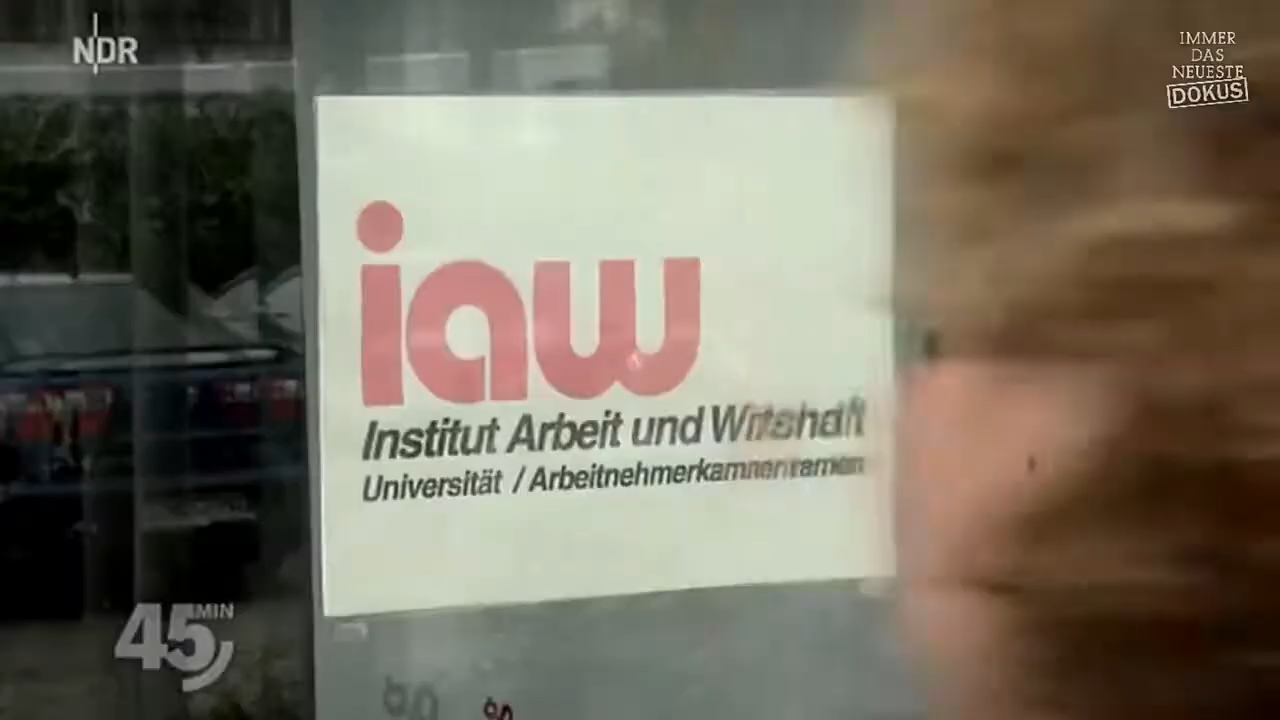 NDR
IMMER
DAS
NEUESTE
DOKUS
iaw
Institut Arbeit und
Universität / Arbeitnehmerkammer
45 MIN